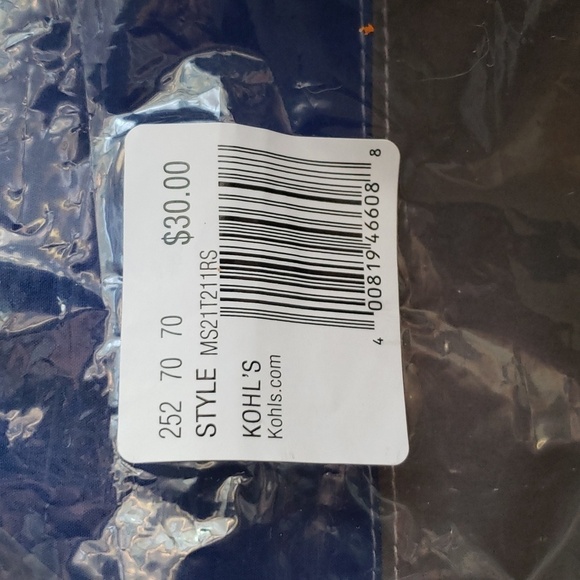 252 70 70 $30.00
STYLE MS21T211RS
KOHL'S
Kohls.com
4 00819 46608 8